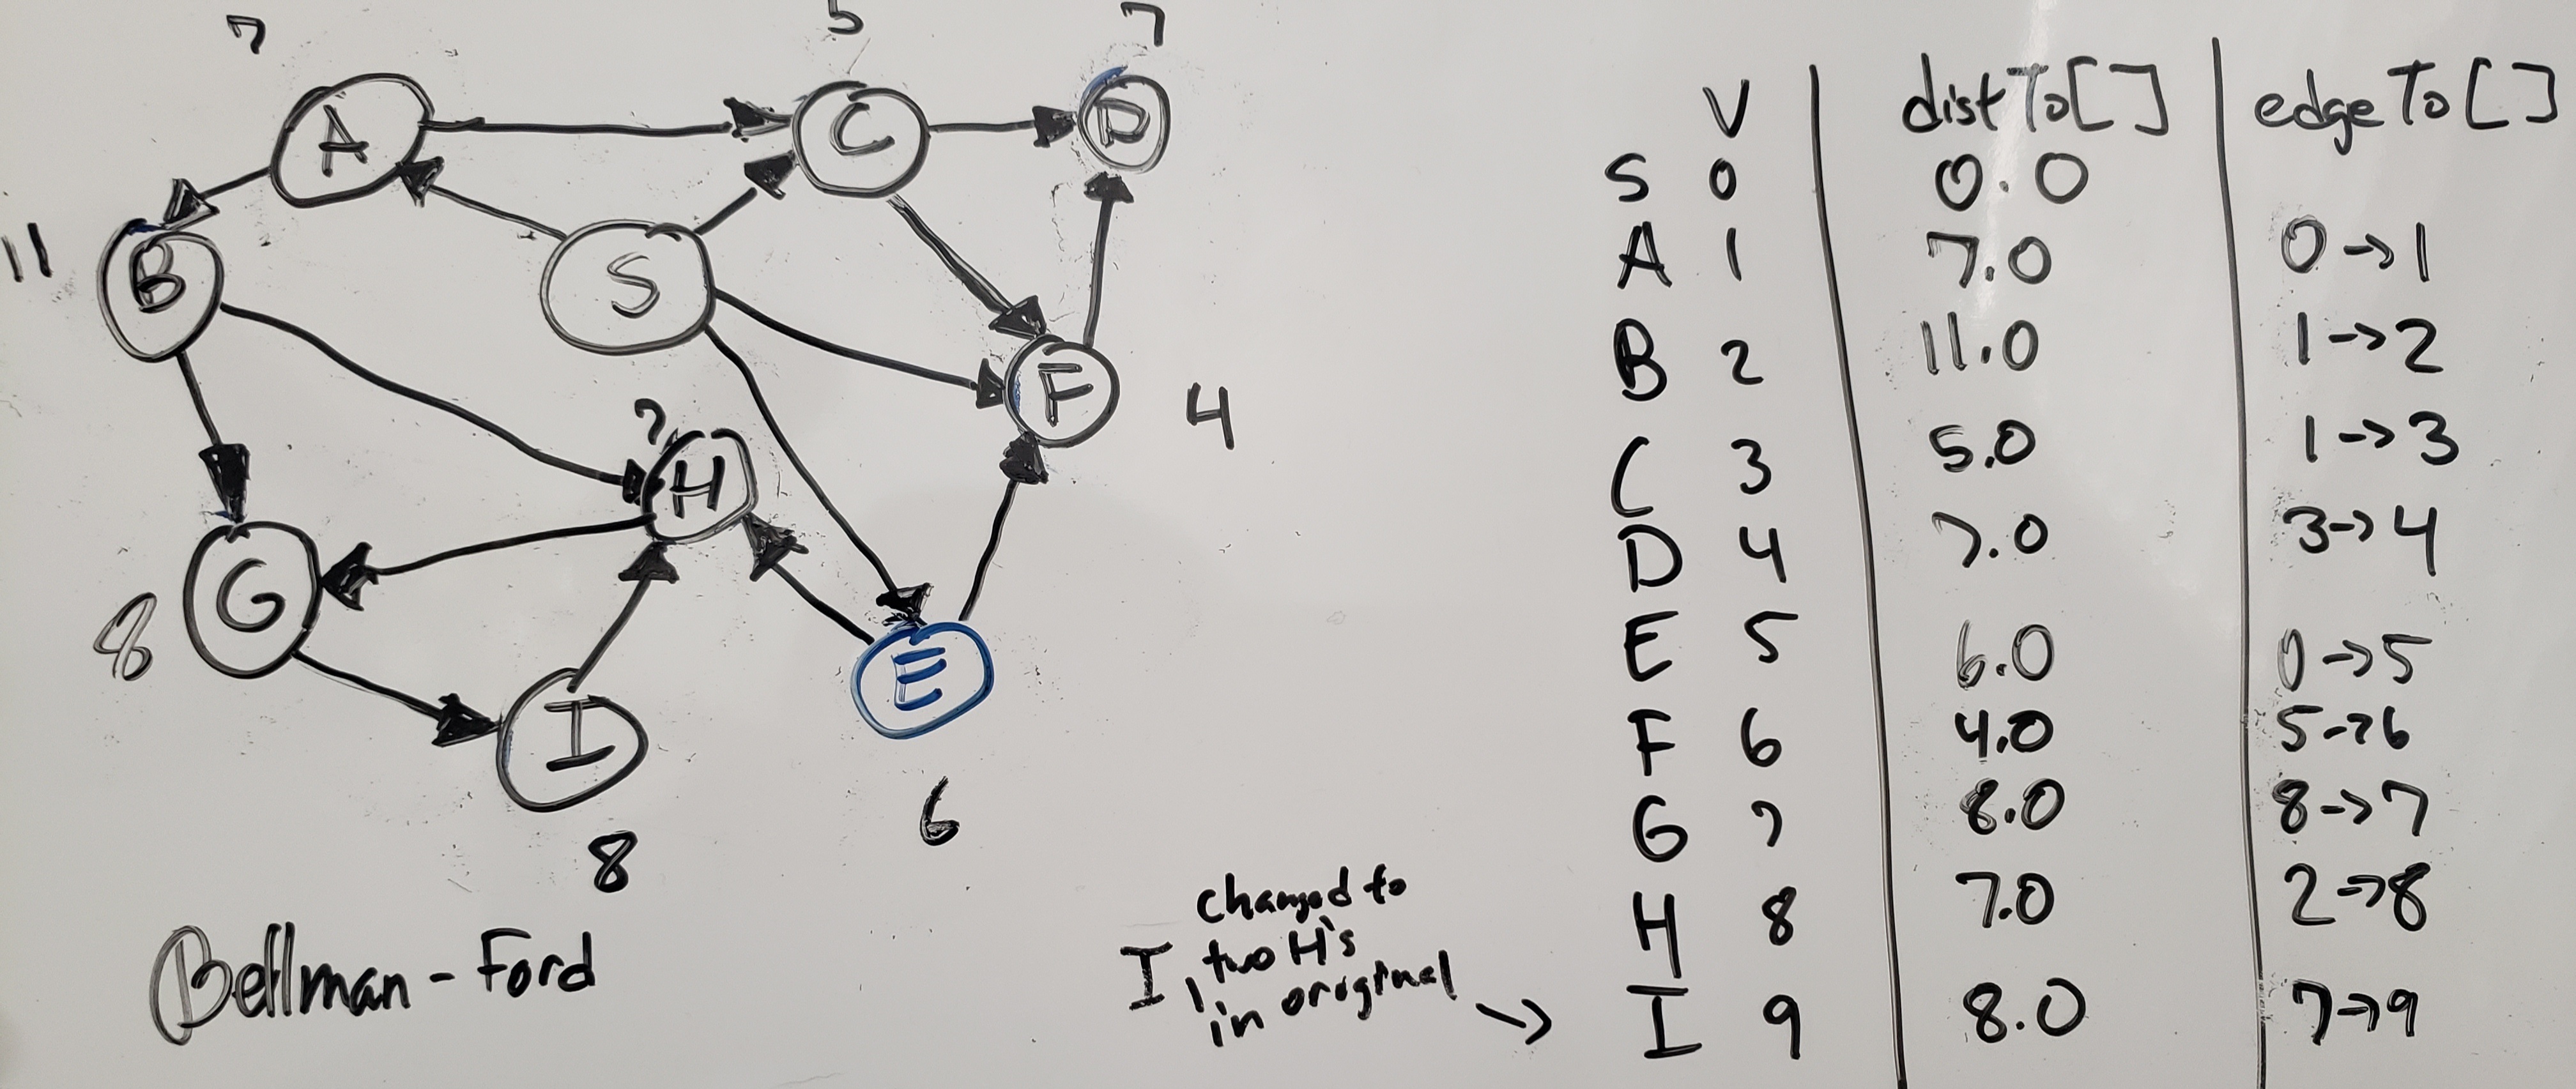 7
5
7
A
C
D
11
B
S
F
4
?
H
G
8
I
E
8
6
Bellman - Ford
changed to
I, two H's
in original
→
V | distTo[] | edgeTo[]
S 0 | 0.0 |
A 1 | 7.0 | 0→1
B 2 | 11.0 | 1→2
C 3 | 5.0 | 1→3
D 4 | 7.0 | 3→4
E 5 | 6.0 | 0→5
F 6 | 4.0 | 5→6
G 7 | 8.0 | 8→7
H 8 | 7.0 | 2→8
I 9 | 8.0 | 7→9